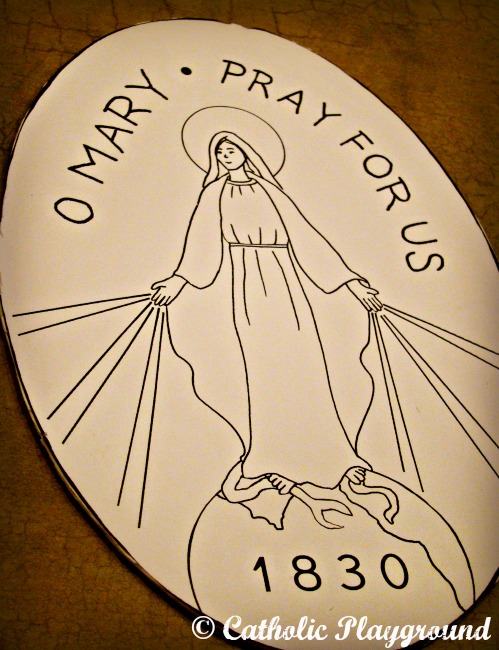 O MARY • PRAY FOR US
1830
© Catholic Playground